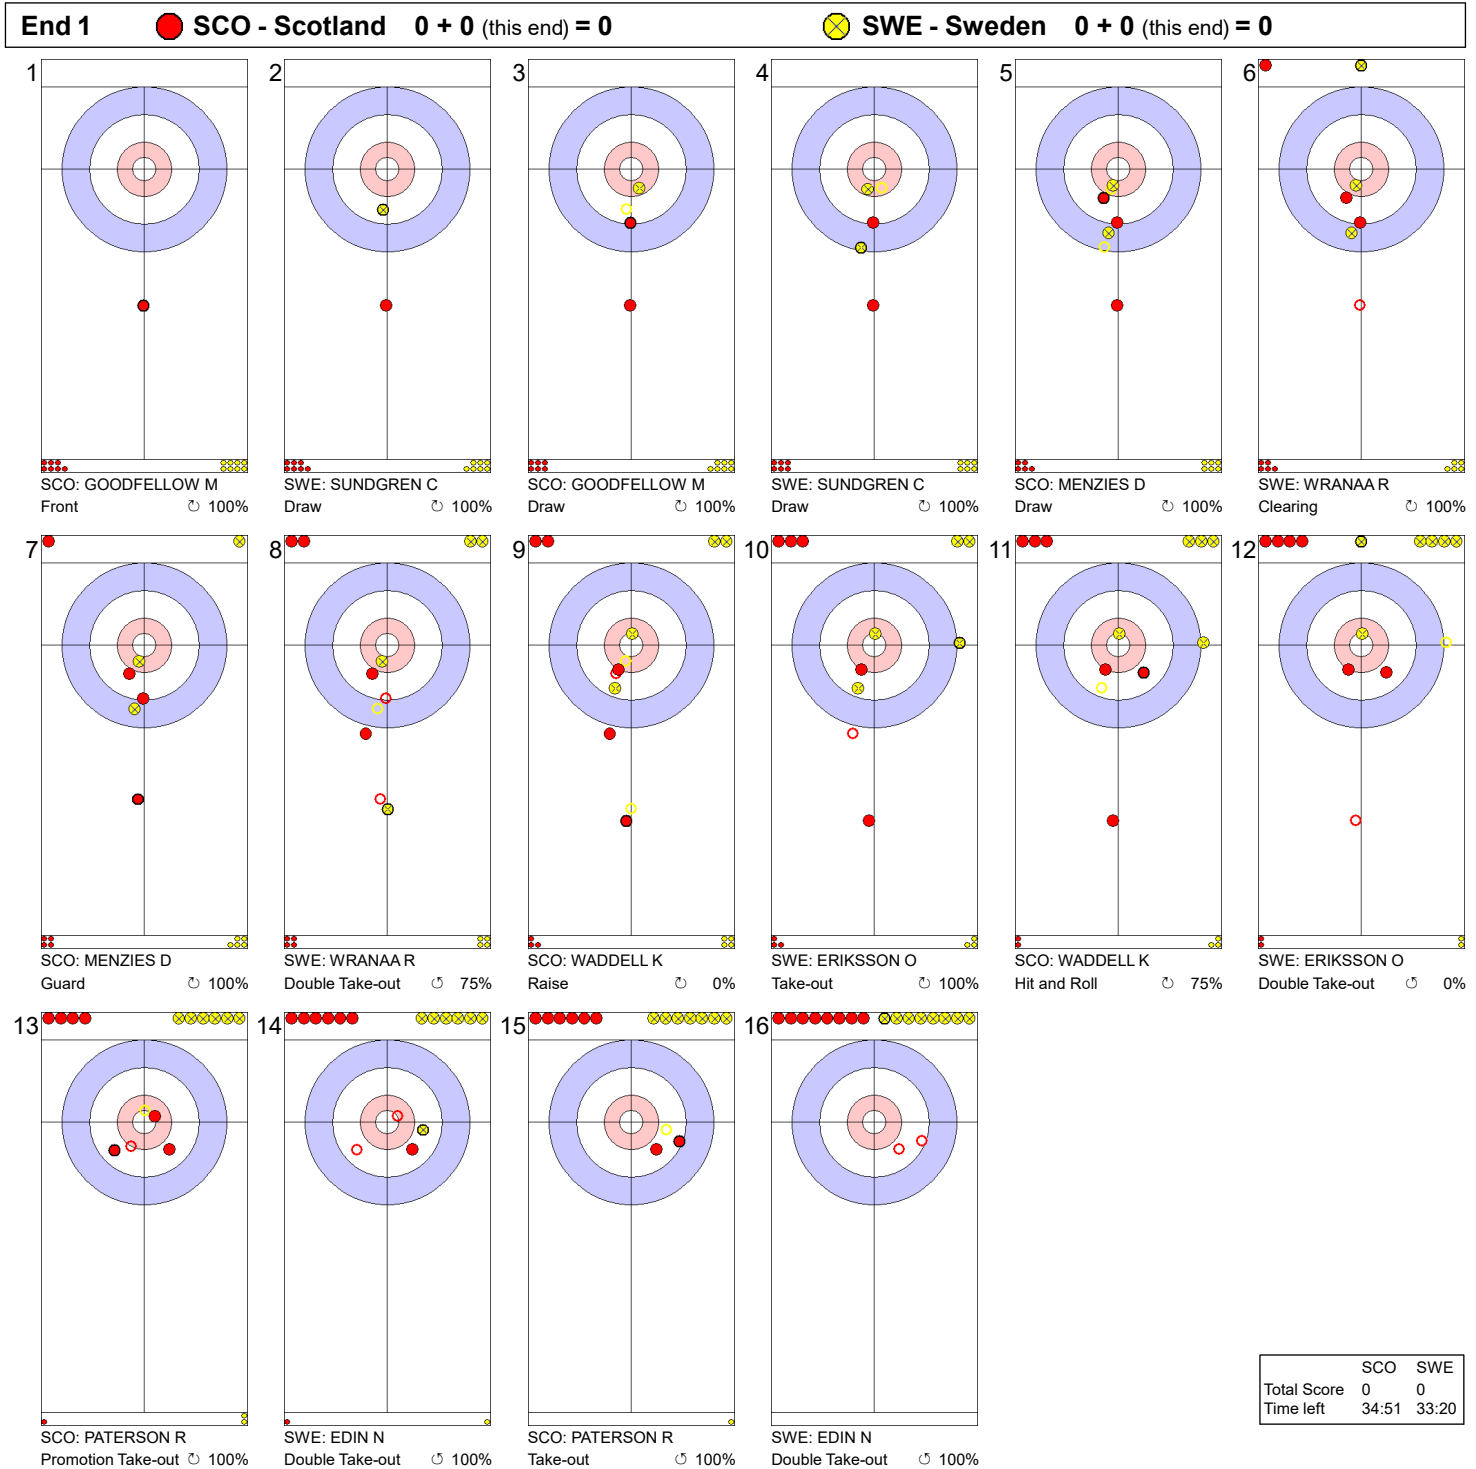 End 1 SCO - Scotland 0 + 0 (this end) = 0 SWE - Sweden 0 + 0 (this end) = 0
1 2 3 4 5 6
SCO: GOODFELLOW M SWE: SUNDGREN C SCO: GOODFELLOW M SWE: SUNDGREN C SCO: MENZIES D SWE: WRANAA R
Front ↻ 100% Draw ↻ 100% Draw ↻ 100% Draw ↻ 100% Draw ↻ 100% Clearing ↻ 100%
7 8 9 10 11 12
SCO: MENZIES D SWE: WRANAA R SCO: WADDELL K SWE: ERIKSSON O SCO: WADDELL K SWE: ERIKSSON O
Guard ↻ 100% Double Take-out ↺ 75% Raise ↻ 0% Take-out ↻ 100% Hit and Roll ↺ 75% Double Take-out ↺ 0%
13 14 15 16
SCO: PATERSON R SWE: EDIN N SCO: PATERSON R SWE: EDIN N
Promotion Take-out ↻ 100% Double Take-out ↺ 100% Take-out ↺ 100% Double Take-out ↺ 100%
SCO SWE
Total Score 0 0
Time left 34:51 33:20